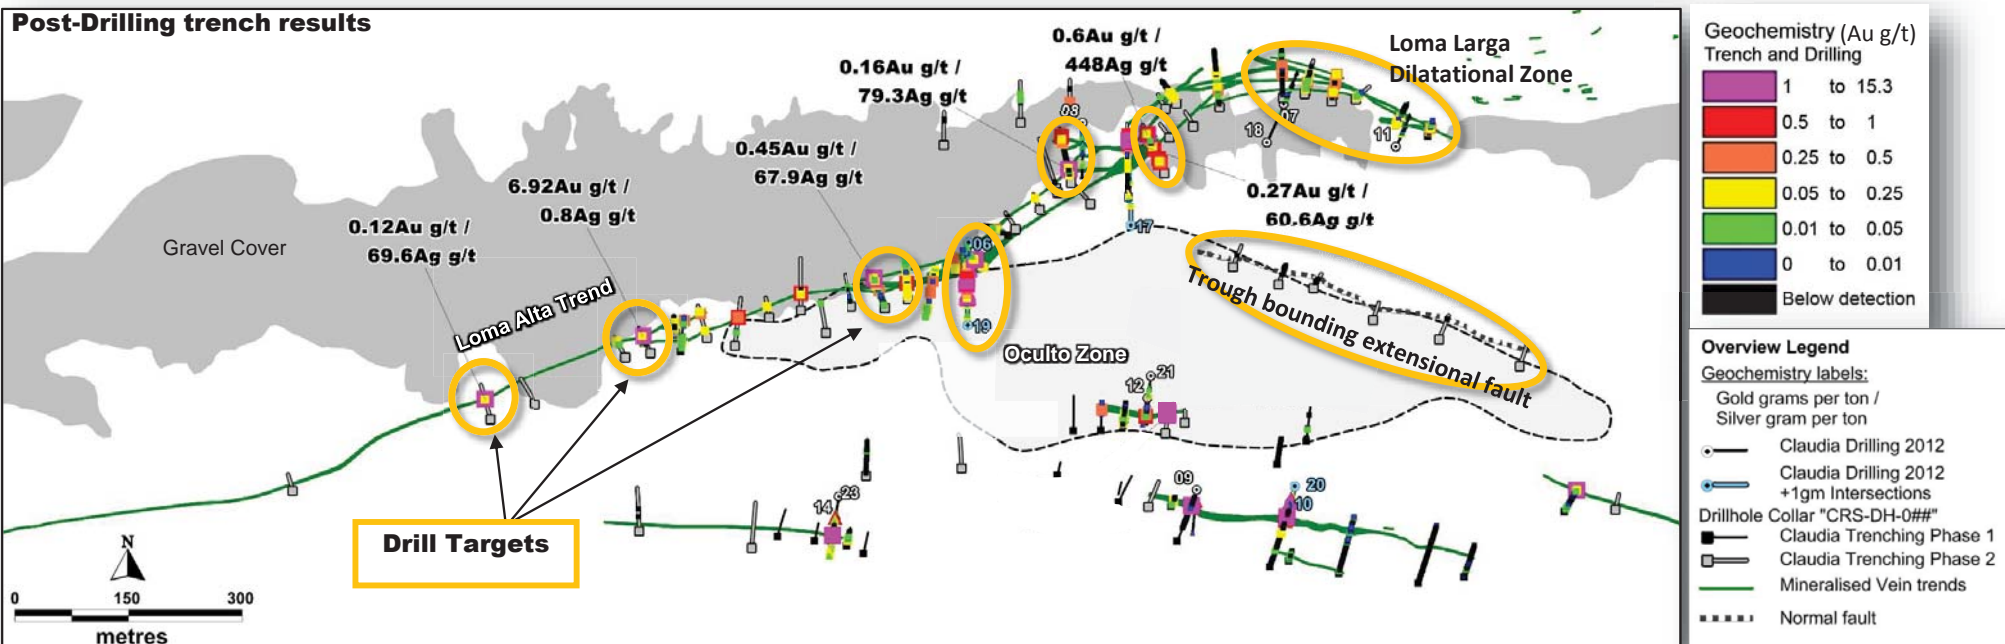 Post-Drilling trench results
0.6Au g/t /
448Ag g/t
Loma Larga
Dilatational Zone
0.16Au g/t /
79.3Ag g/t
08
07
18
11
0.45Au g/t /
67.9Ag g/t
6.92Au g/t /
0.8Ag g/t
0.27Au g/t /
60.6Ag g/t
0.12Au g/t /
69.6Ag g/t
17
Gravel Cover
06
Loma Alta Trend
Trough bounding extensional fault
19
Oculto Zone
21
12
09
20
10
23
14
Drill Targets
N
0 150 300
metres
Geochemistry (Au g/t)
Trench and Drilling
1 to 15.3
0.5 to 1
0.25 to 0.5
0.05 to 0.25
0.01 to 0.05
0 to 0.01
Below detection
Overview Legend
Geochemistry labels:
Gold grams per ton /
Silver gram per ton
Claudia Drilling 2012
Claudia Drilling 2012
+1gm Intersections
Drillhole Collar "CRS-DH-0##"
Claudia Trenching Phase 1
Claudia Trenching Phase 2
Mineralised Vein trends
Normal fault